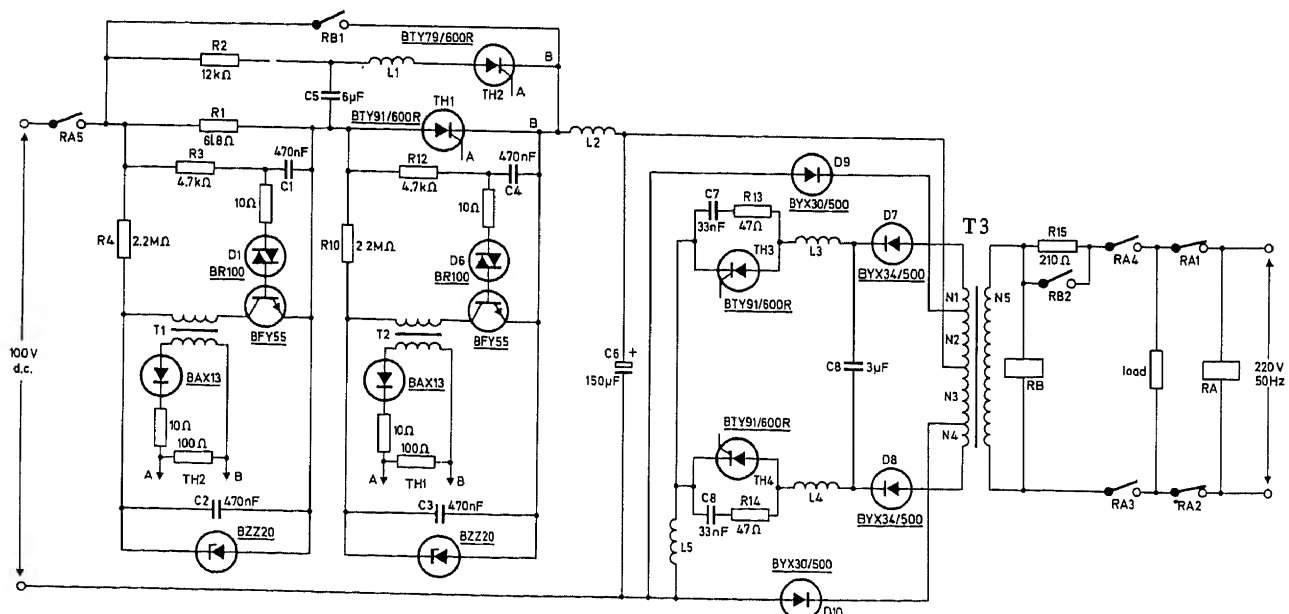 RB1
BTY79/600R
R2
12kΩ
L1
TH2
A
B
C5
6µF
TH1
BTY91/600R
A
B
R1
6L8Ω
RA5
L2
R3
4.7kΩ
470nF
C1
R12
4.7kΩ
470nF
C4
10Ω
10Ω
R4
2.2MΩ
R10
2 2MΩ
D1
BR100
D6
BR100
T1
BFY55
T2
BFY55
100V
d.c.
BAX13
BAX13
10Ω
100Ω
10Ω
100Ω
A
B
TH2
A
B
TH1
C2
470nF
C3
470nF
BZZ20
BZZ20
C6
+
150µF
D9
BYX30/500
C7
33nF
R13
47Ω
TH3
BTY91/600R
L3
D7
BYX34/500
C8
3µF
BTY91/600R
TH4
C8
33nF
R14
47Ω
L4
D8
BYX34/500
L5
BYX30/500
D10
T3
N1
N2
N3
N4
N5
R15
210Ω
RB2
RB
RA4
RA1
load
RA
220V
50Hz
RA3
RA2